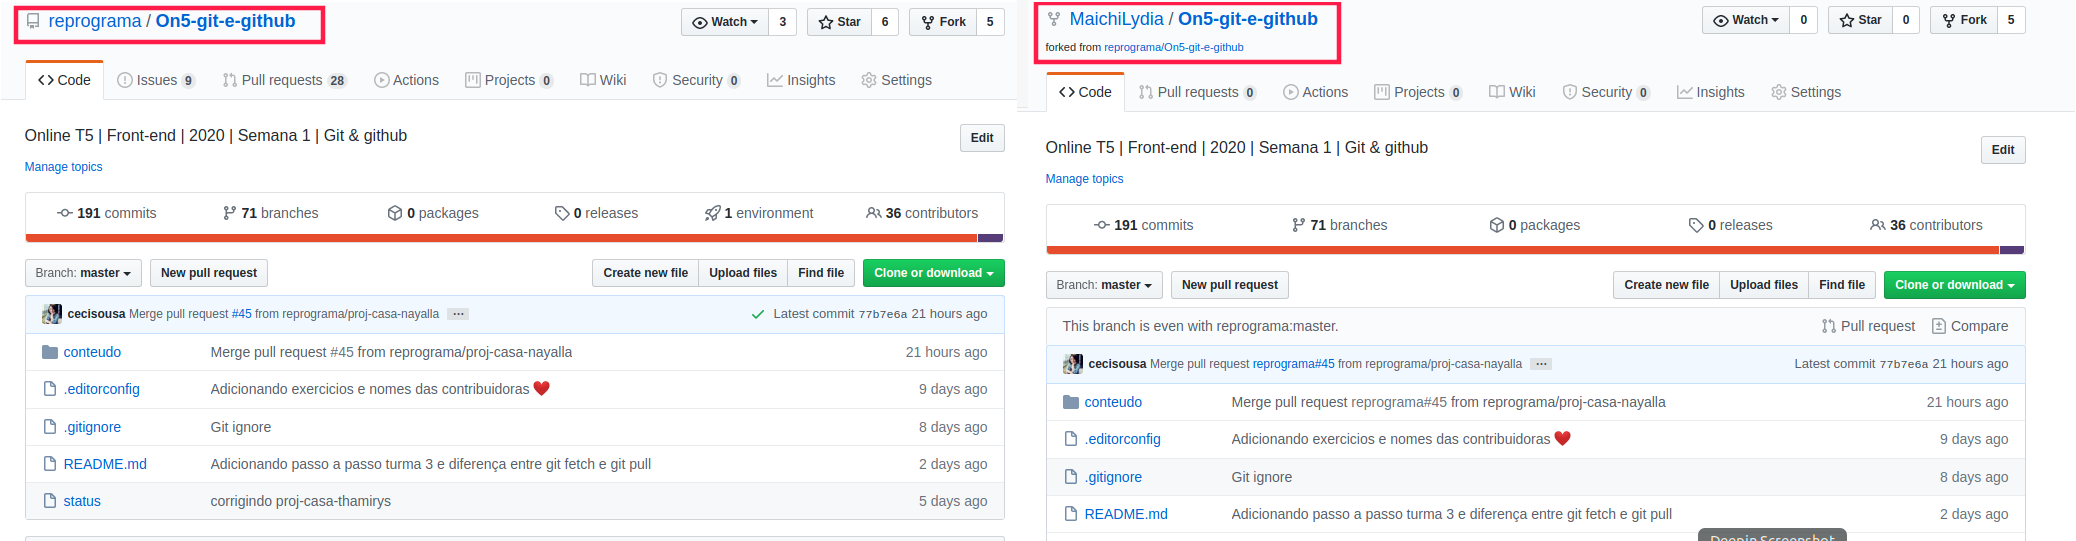 reprograma / On5-git-e-github
Watch 3 Star 6 Fork 5
Code Issues 9 Pull requests 28 Actions Projects 0 Wiki Security 0 Insights Settings
Online T5 | Front-end | 2020 | Semana 1 | Git & github
Edit
Manage topics
191 commits 71 branches 0 packages 0 releases 1 environment 36 contributors
Branch: master New pull request Create new file Upload files Find file Clone or download
cecisousa Merge pull request #45 from reprograma/proj-casa-nayalla ... Latest commit 77b7e6a 21 hours ago
conteudo Merge pull request #45 from reprograma/proj-casa-nayalla 21 hours ago
.editorconfig Adicionando exercicios e nomes das contribuidoras ❤️ 9 days ago
.gitignore Git ignore 8 days ago
README.md Adicionando passo a passo turma 3 e diferença entre git fetch e git pull 2 days ago
status corrigindo proj-casa-thamirys 5 days ago
MaichiLydia / On5-git-e-github
forked from reprograma/On5-git-e-github
Watch 0 Star 0 Fork 5
Code Pull requests 0 Actions Projects 0 Wiki Security 0 Insights Settings
Online T5 | Front-end | 2020 | Semana 1 | Git & github
Edit
Manage topics
191 commits 71 branches 0 packages 0 releases 36 contributors
Branch: master New pull request Create new file Upload files Find file Clone or download
This branch is even with reprograma:master. Pull request Compare
cecisousa Merge pull request reprograma#45 from reprograma/proj-casa-nayalla ... Latest commit 77b7e6a 21 hours ago
conteudo Merge pull request reprograma#45 from reprograma/proj-casa-nayalla 21 hours ago
.editorconfig Adicionando exercicios e nomes das contribuidoras ❤️ 9 days ago
.gitignore Git ignore 8 days ago
README.md Adicionando passo a passo turma 3 e diferença entre git fetch e git pull 2 days ago
Deepin Screenshot